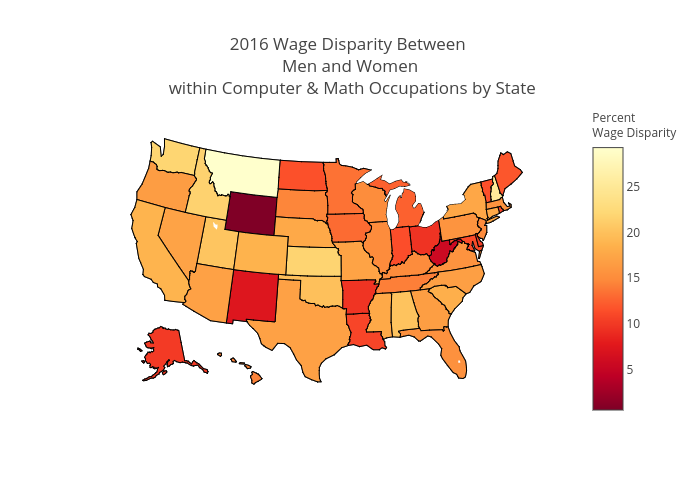 2016 Wage Disparity Between
Men and Women
within Computer & Math Occupations by State
Percent
Wage Disparity
25
20
15
10
5